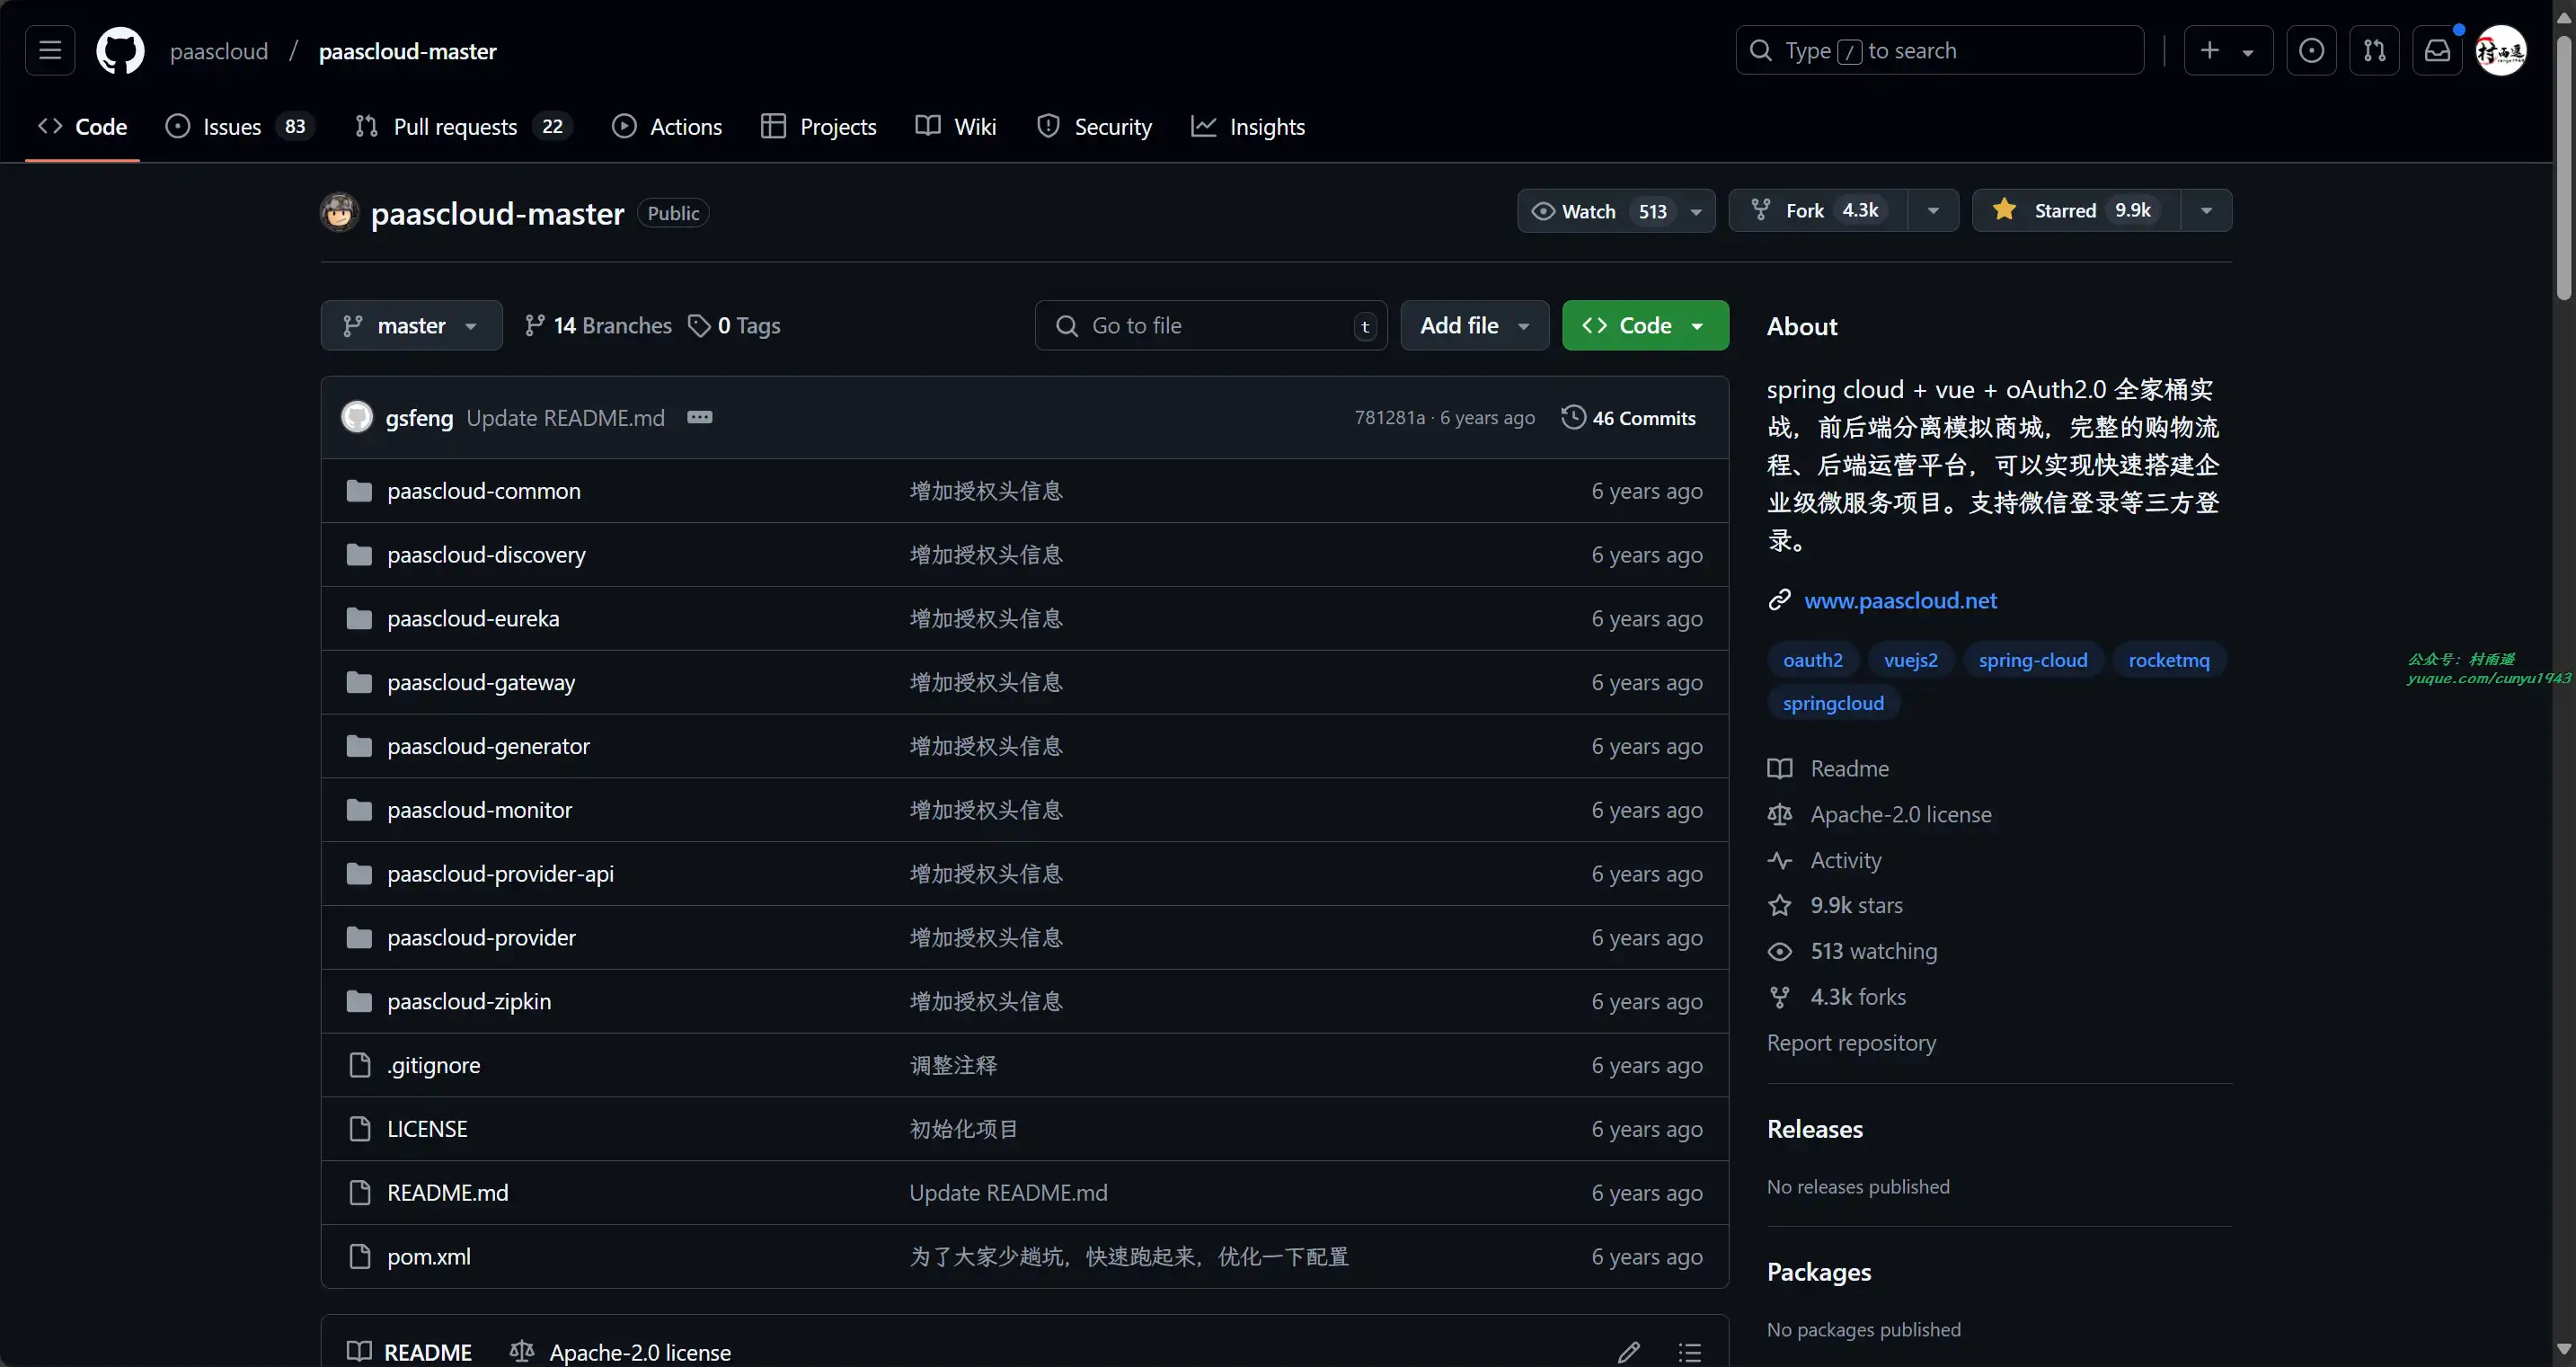 paascloud / paascloud-master
Type / to search
Code
Issues 83
Pull requests 22
Actions
Projects
Wiki
Security
Insights
paascloud-master Public
Watch 513
Fork 4.3k
Starred 9.9k
master
14 Branches
0 Tags
Go to file t
Add file
Code
gsfeng Update README.md
781281a · 6 years ago
46 Commits
paascloud-common 增加授权头信息 6 years ago
paascloud-discovery 增加授权头信息 6 years ago
paascloud-eureka 增加授权头信息 6 years ago
paascloud-gateway 增加授权头信息 6 years ago
paascloud-generator 增加授权头信息 6 years ago
paascloud-monitor 增加授权头信息 6 years ago
paascloud-provider-api 增加授权头信息 6 years ago
paascloud-provider 增加授权头信息 6 years ago
paascloud-zipkin 增加授权头信息 6 years ago
.gitignore 调整注释 6 years ago
LICENSE 初始化项目 6 years ago
README.md Update README.md 6 years ago
pom.xml 为了大家少趟坑，快速跑起来，优化一下配置 6 years ago
README
Apache-2.0 license
About
spring cloud + vue + oAuth2.0 全家桶实
战，前后端分离模拟商城，完整的购物流
程、后端运营平台，可以实现快速搭建企
业级微服务项目。支持微信登录等三方登
录。
www.paascloud.net
oauth2 vuejs2 spring-cloud rocketmq
springcloud
Readme
Apache-2.0 license
Activity
9.9k stars
513 watching
4.3k forks
Report repository
Releases
No releases published
Packages
No packages published
公众号：村雨遥
yuque.com/cunyu1943